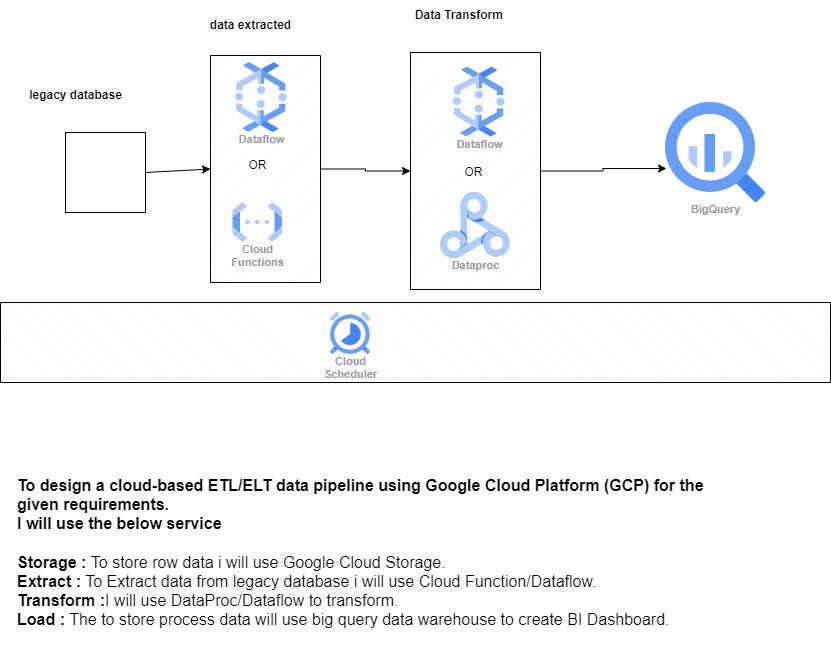 Data Transform
data extracted
legacy database
Dataflow
OR
Cloud
Functions
Dataflow
OR
Dataproc
BigQuery
Cloud
Scheduler
To design a cloud-based ETL/ELT data pipeline using Google Cloud Platform (GCP) for the
given requirements.
I will use the below service
Storage : To store row data i will use Google Cloud Storage.
Extract : To Extract data from legacy database i will use Cloud Function/Dataflow.
Transform :I will use DataProc/Dataflow to transform.
Load : The to store process data will use big query data warehouse to create BI Dashboard.